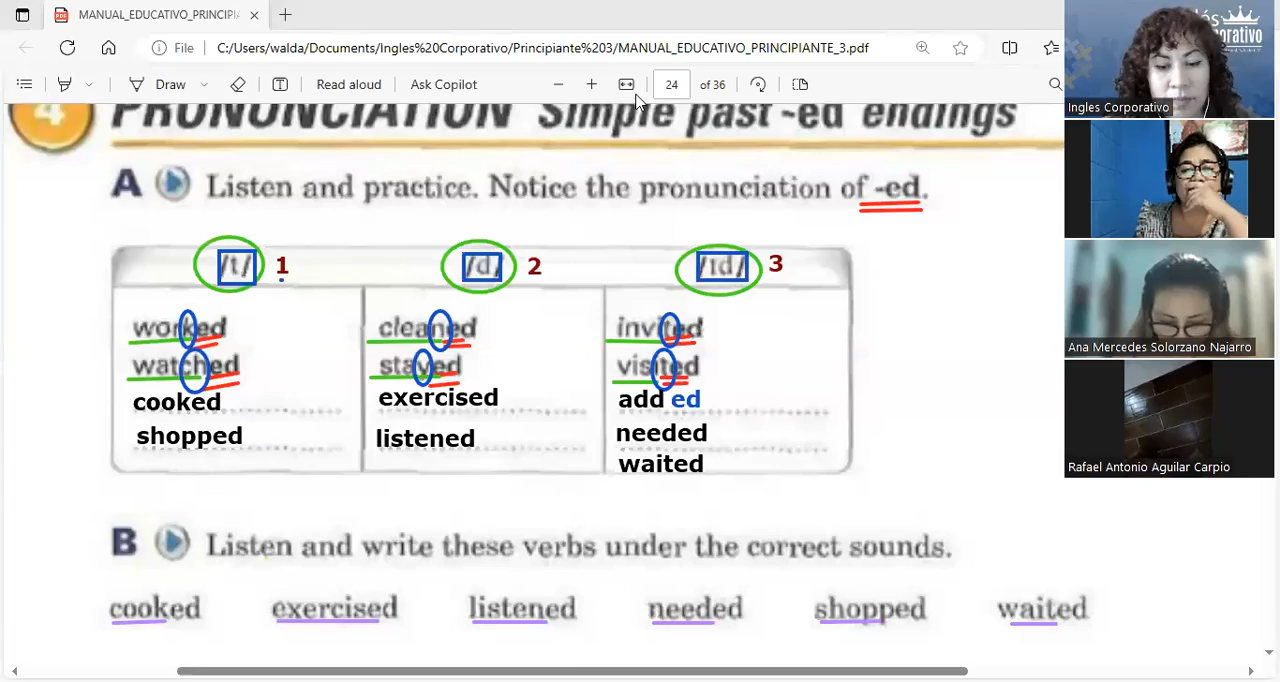 MANUAL_EDUCATIVO_PRINCIPIA
File C:/Users/walda/Documents/Ingles%20Corporativo/Principiante%203/MANUAL_EDUCATIVO_PRINCIPIANTE_3.pdf
Draw Read aloud Ask Copilot 24 of 36
4 PRONUNCIATION Simple past -ed endings
A Listen and practice. Notice the pronunciation of -ed.
/t/ 1 /d/ 2 /ɪd/ 3
worked cleaned invited
watched stayed visited
cooked exercised add ed
shopped listened needed
waited
B Listen and write these verbs under the correct sounds.
cooked exercised listened needed shopped waited
Ingles Corporativo
Ana Mercedes Solorzano Najarro
Rafael Antonio Aguilar Carpio